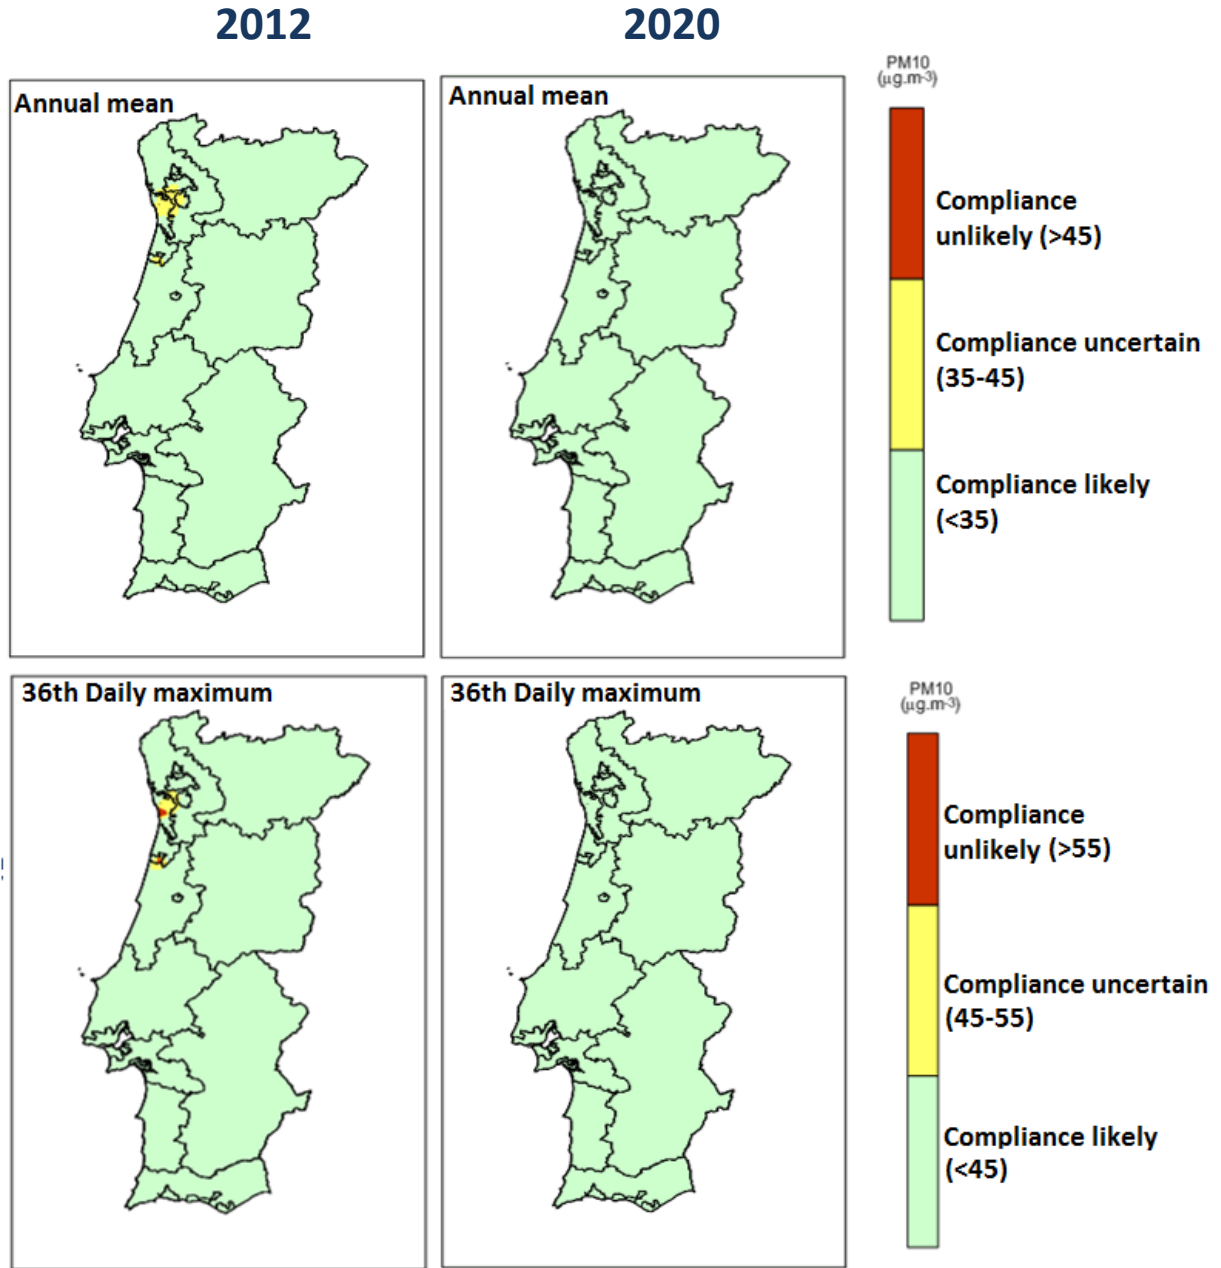 2012
2020
Annual mean
Annual mean
PM10
(µg.m-3)
Compliance
unlikely (>45)
Compliance uncertain
(35-45)
Compliance likely
(<35)
36th Daily maximum
36th Daily maximum
PM10
(µg.m-3)
Compliance
unlikely (>55)
Compliance uncertain
(45-55)
Compliance likely
(<45)